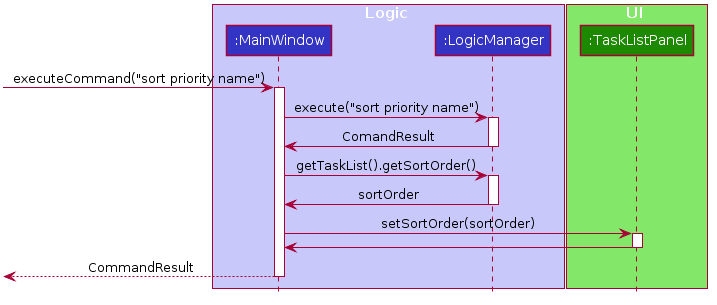 Logic
UI
:MainWindow
:LogicManager
:TaskListPanel
executeCommand("sort priority name")
execute("sort priority name")
ComandResult
getTaskList().getSortOrder()
sortOrder
setSortOrder(sortOrder)
CommandResult